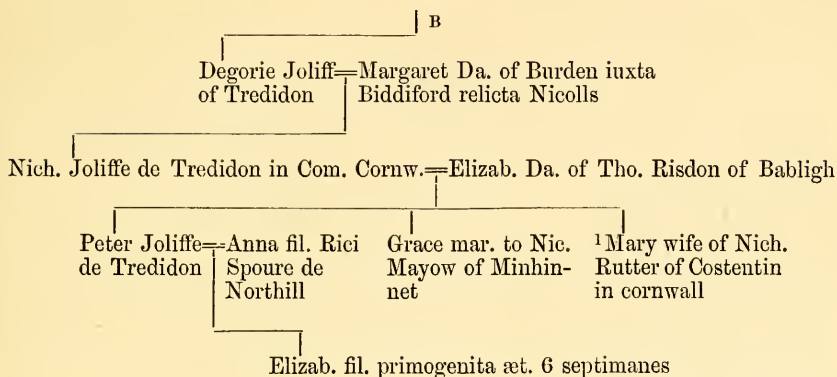 B
Degorie Joliff=Margaret Da. of Burden iuxta
of Tredidon Biddiford relicta Nicolls
Nich. Joliffe de Tredidon in Com. Cornw.=Elizab. Da. of Tho. Risdon of Babligh
Peter Joliffe=Anna fil. Rici Grace mar. to Nic. ¹Mary wife of Nich.
de Tredidon Spoure de Mayow of Minhin- Rutter of Costentin
Northill net in cornwall
Elizab. fil. primogenita æt. 6 septimanes